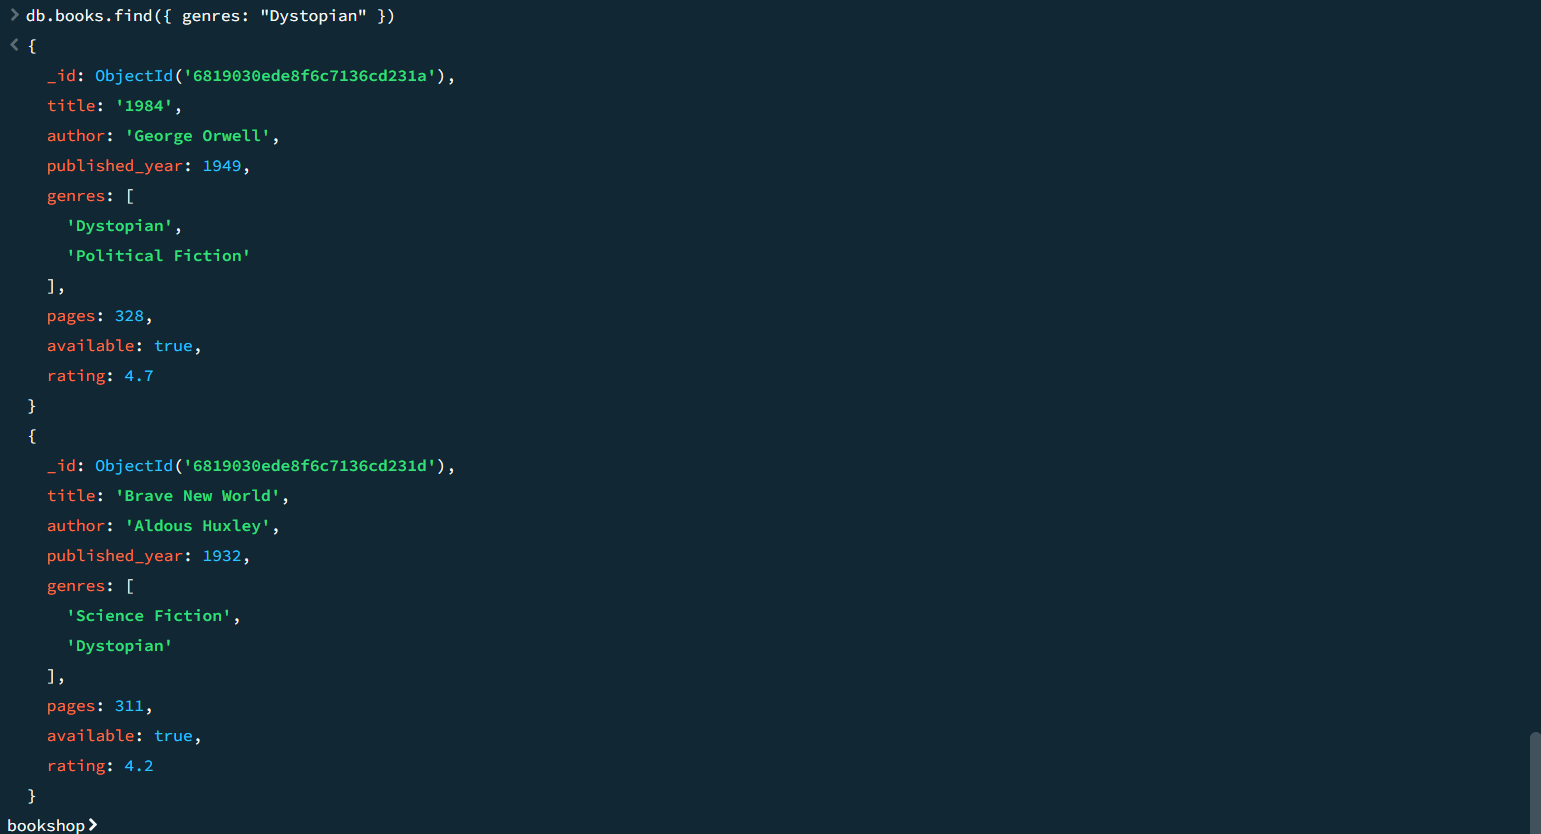 > db.books.find({ genres: "Dystopian" })
< {
_id: ObjectId('6819030ede8f6c7136cd231a'),
title: '1984',
author: 'George Orwell',
published_year: 1949,
genres: [
'Dystopian',
'Political Fiction'
],
pages: 328,
available: true,
rating: 4.7
}
{
_id: ObjectId('6819030ede8f6c7136cd231d'),
title: 'Brave New World',
author: 'Aldous Huxley',
published_year: 1932,
genres: [
'Science Fiction',
'Dystopian'
],
pages: 311,
available: true,
rating: 4.2
}
bookshop>